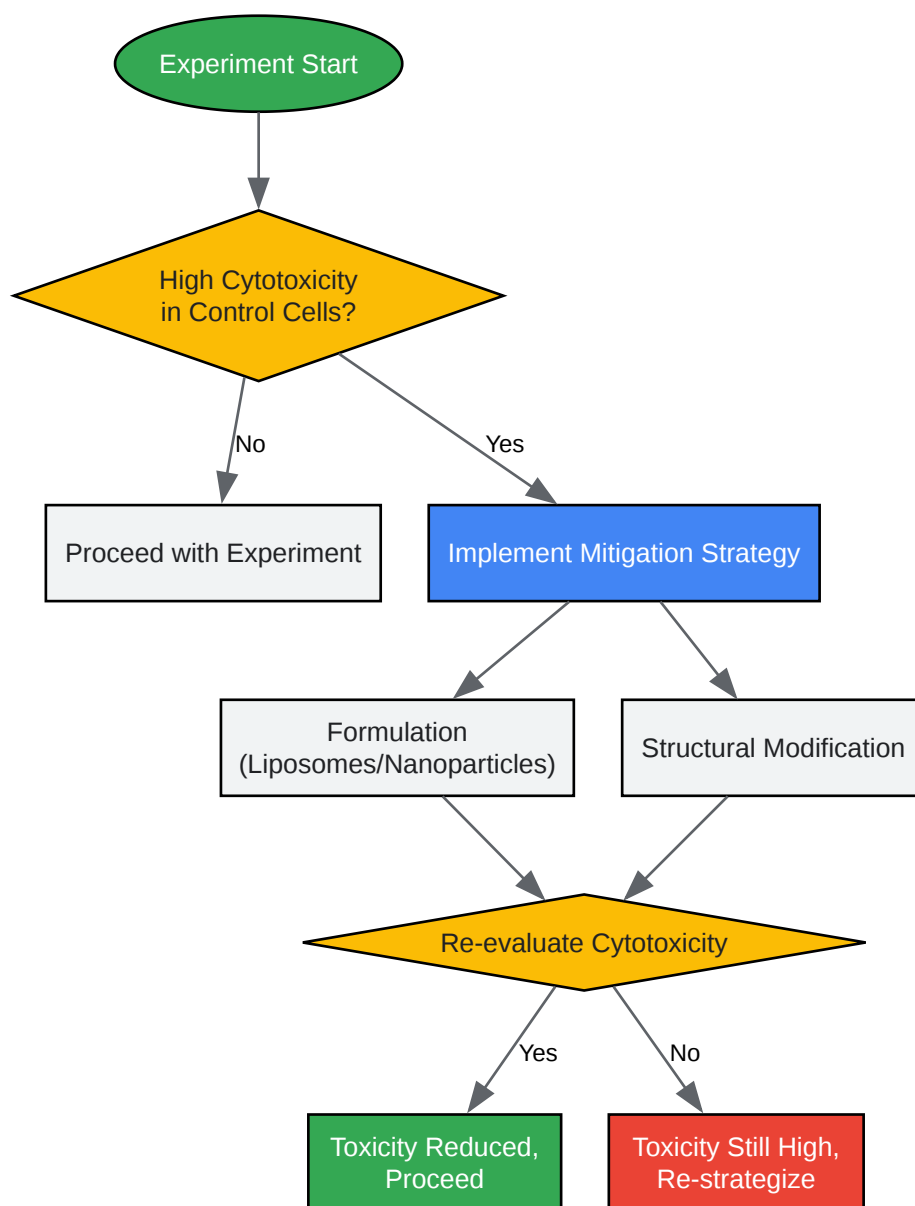 Experiment Start
High Cytotoxicity
in Control Cells?
No
Yes
Proceed with Experiment
Implement Mitigation Strategy
Formulation
(Liposomes/Nanoparticles)
Structural Modification
Re-evaluate Cytotoxicity
Yes
No
Toxicity Reduced,
Proceed
Toxicity Still High,
Re-strategize